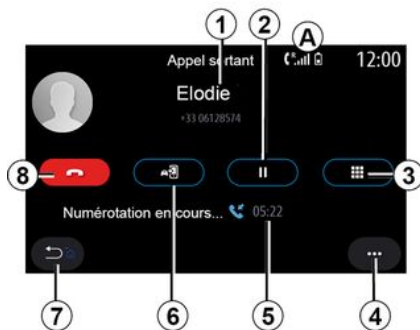 1 2 A
Appel sortant 12:00
Elodie
+33 06128574
8 3
Numérotation en cours... 05:22
7 6 5 4